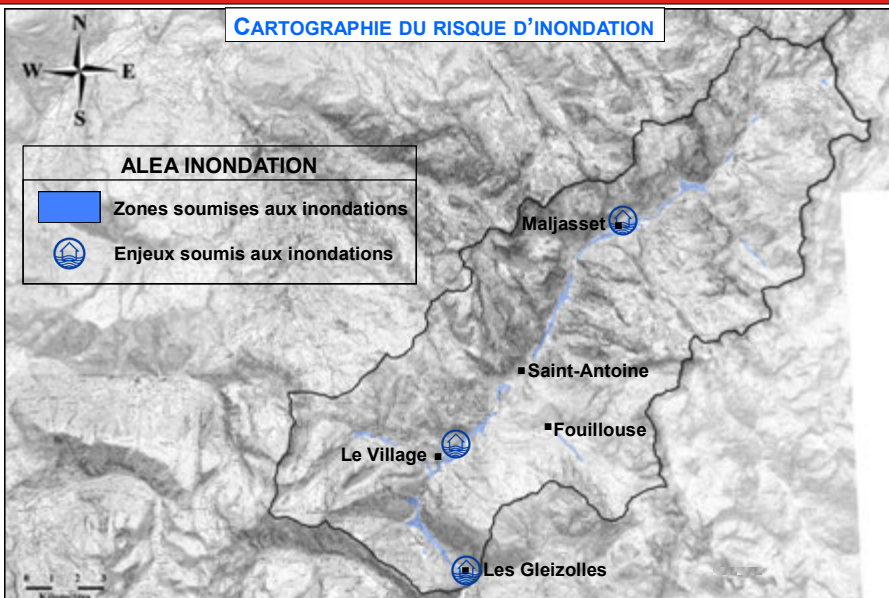 CARTOGRAPHIE DU RISQUE D'INONDATION
N
W E
S
ALEA INONDATION
Zones soumises aux inondations
Enjeux soumis aux inondations
Maljasset
Saint-Antoine
Fouillouse
Le Village
Les Gleizolles
0 1 2 3
Kilomètres